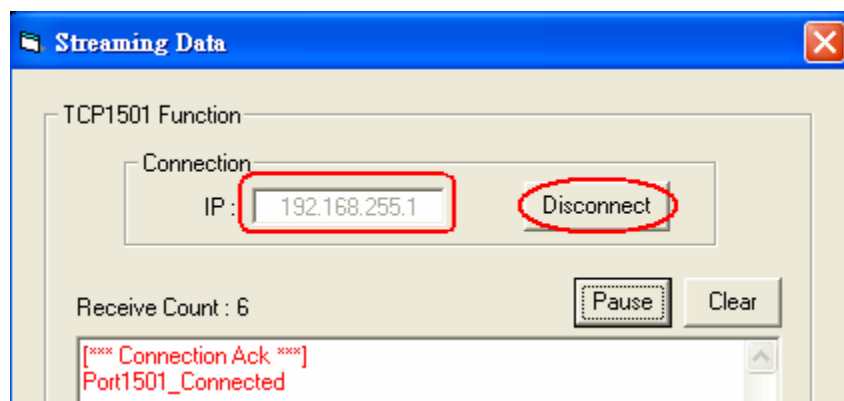 Streaming Data
TCP1501 Function
Connection
IP : 192.168.255.1 Disconnect
Receive Count : 6 Pause Clear
[*** Connection Ack ***]
Port1501_Connected